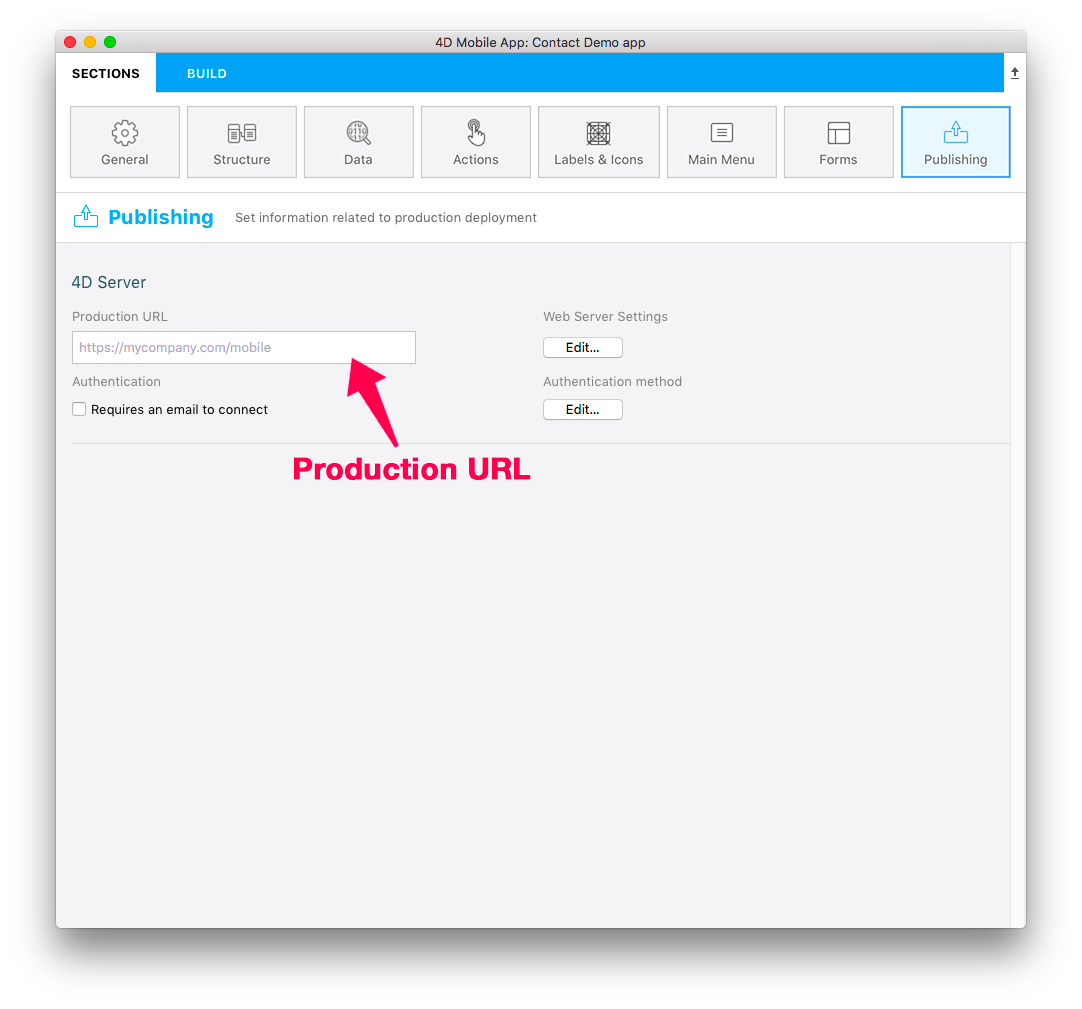 4D Mobile App: Contact Demo app
SECTIONS BUILD
General Structure Data Actions Labels & Icons Main Menu Forms Publishing
Publishing Set information related to production deployment
4D Server
Production URL Web Server Settings
https://mycompany.com/mobile Edit...
Authentication Authentication method
Requires an email to connect Edit...
Production URL